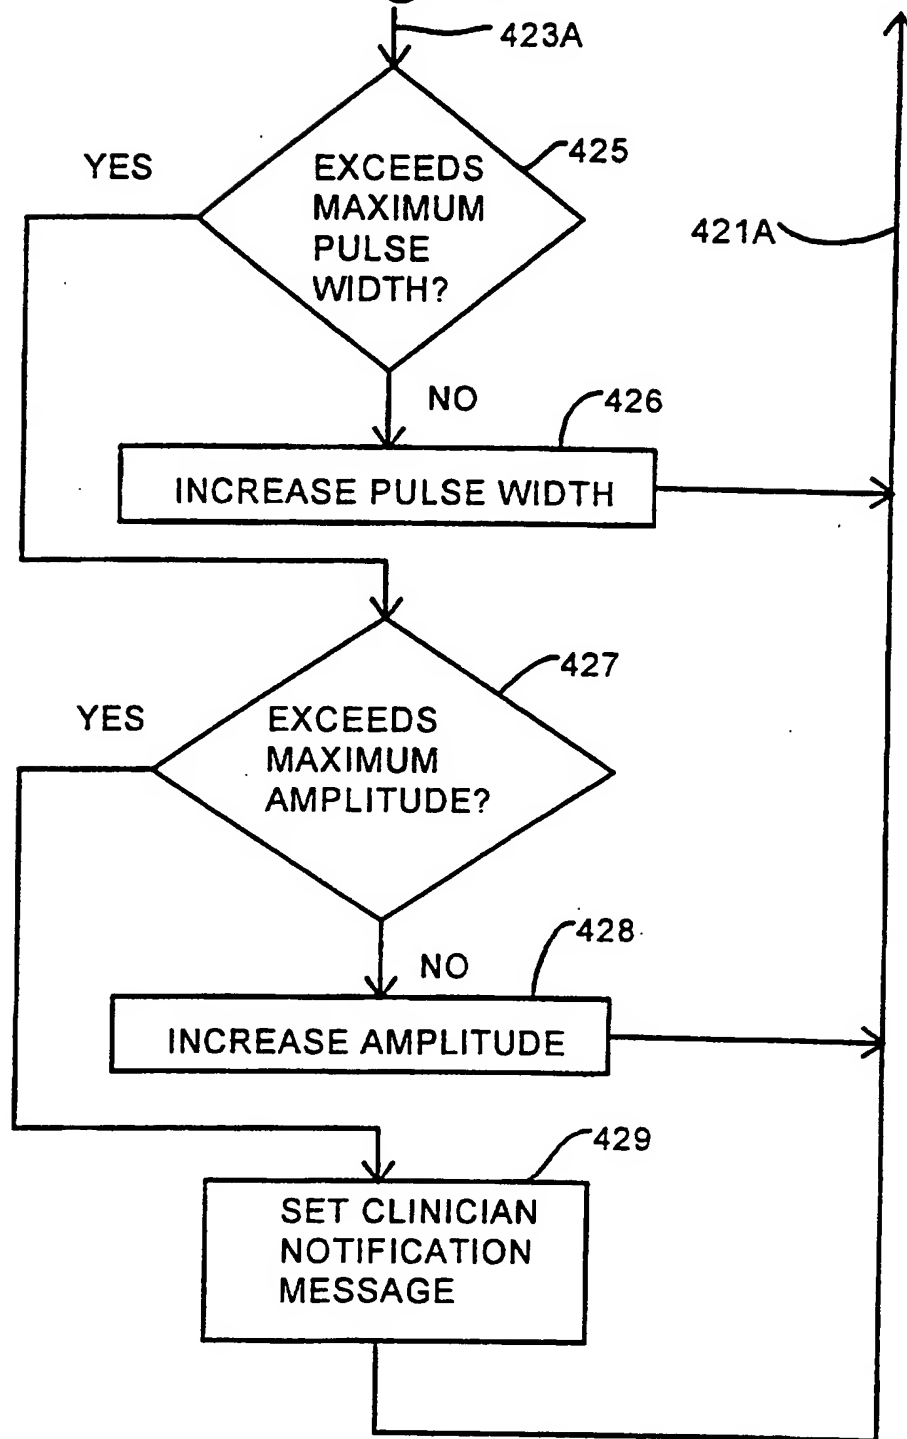 423A
425
YES
EXCEEDS
MAXIMUM
PULSE
WIDTH?
421A
NO
426
INCREASE PULSE WIDTH
427
YES
EXCEEDS
MAXIMUM
AMPLITUDE?
428
NO
INCREASE AMPLITUDE
429
SET CLINICIAN
NOTIFICATION
MESSAGE